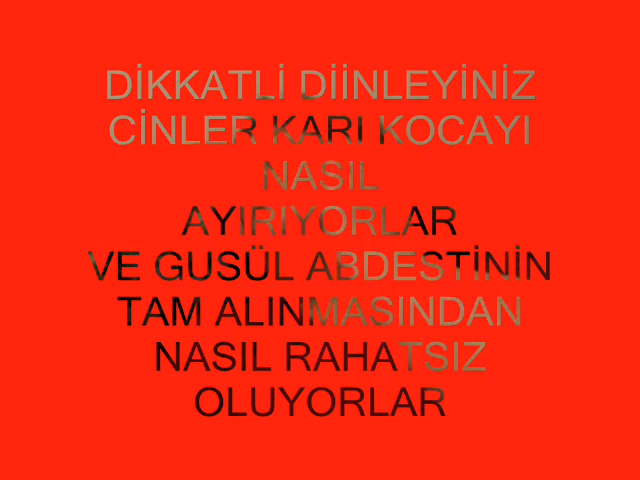 DİKKATLİ DİİNLEYİNİZ
CİNLER KARI KOCAYI
NASIL
AYIRIYORLAR
VE GUSÜL ABDESTİNİN
TAM ALINMASINDAN
NASIL RAHATSIZ
OLUYORLAR